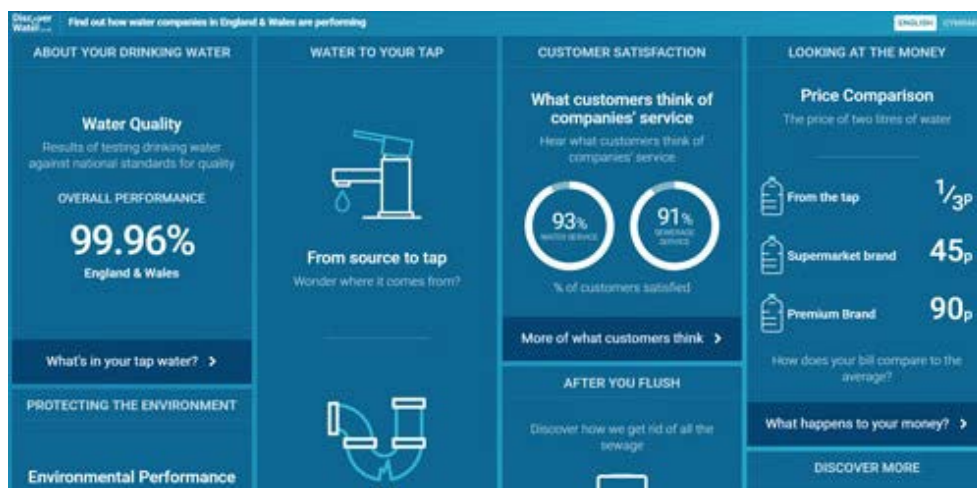 Discover
Water
Find out how water companies in England & Wales are performing
ENGLISH
ABOUT YOUR DRINKING WATER
Water Quality
Results of testing drinking water
against national standards for quality
OVERALL PERFORMANCE
99.96%
England & Wales
What's in your tap water?
PROTECTING THE ENVIRONMENT
Environmental Performance
WATER TO YOUR TAP
From source to tap
Wonder where it comes from?
CUSTOMER SATISFACTION
What customers think of
companies' service
Hear what customers think of
companies' service
93%
WATER SERVICE
91%
SEWERAGE
SERVICE
% of customers satisfied
More of what customers think
AFTER YOU FLUSH
Discover how we get rid of all the
sewage
LOOKING AT THE MONEY
Price Comparison
The price of two litres of water
From the tap 1/3p
Supermarket brand 45p
Premium Brand 90p
How does your bill compare to the
average?
What happens to your money?
DISCOVER MORE